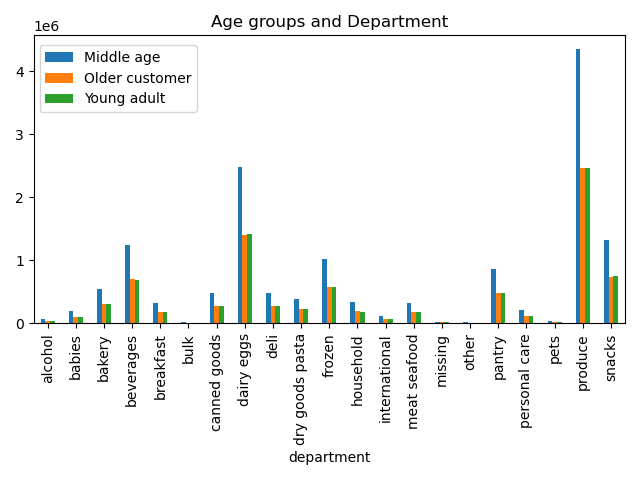 Age groups and Department
1e6
Middle age
Older customer
Young adult
4
3
2
1
0
alcohol
babies
bakery
beverages
breakfast
bulk
canned goods
dairy eggs
deli
dry goods pasta
frozen
household
international
meat seafood
missing
other
pantry
personal care
pets
produce
snacks
department